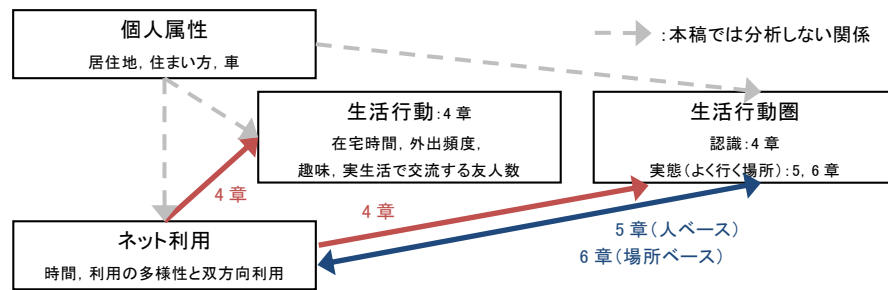 個人属性
居住地, 住まい方, 車
:本稿では分析しない関係
生活行動:4 章
在宅時間, 外出頻度,
趣味, 実生活で交流する友人数
生活行動圏
認識:4 章
実態(よく行く場所):5, 6 章
4 章
4 章
5 章(人ベース)
6 章(場所ベース)
ネット利用
時間, 利用の多様性と双方向利用